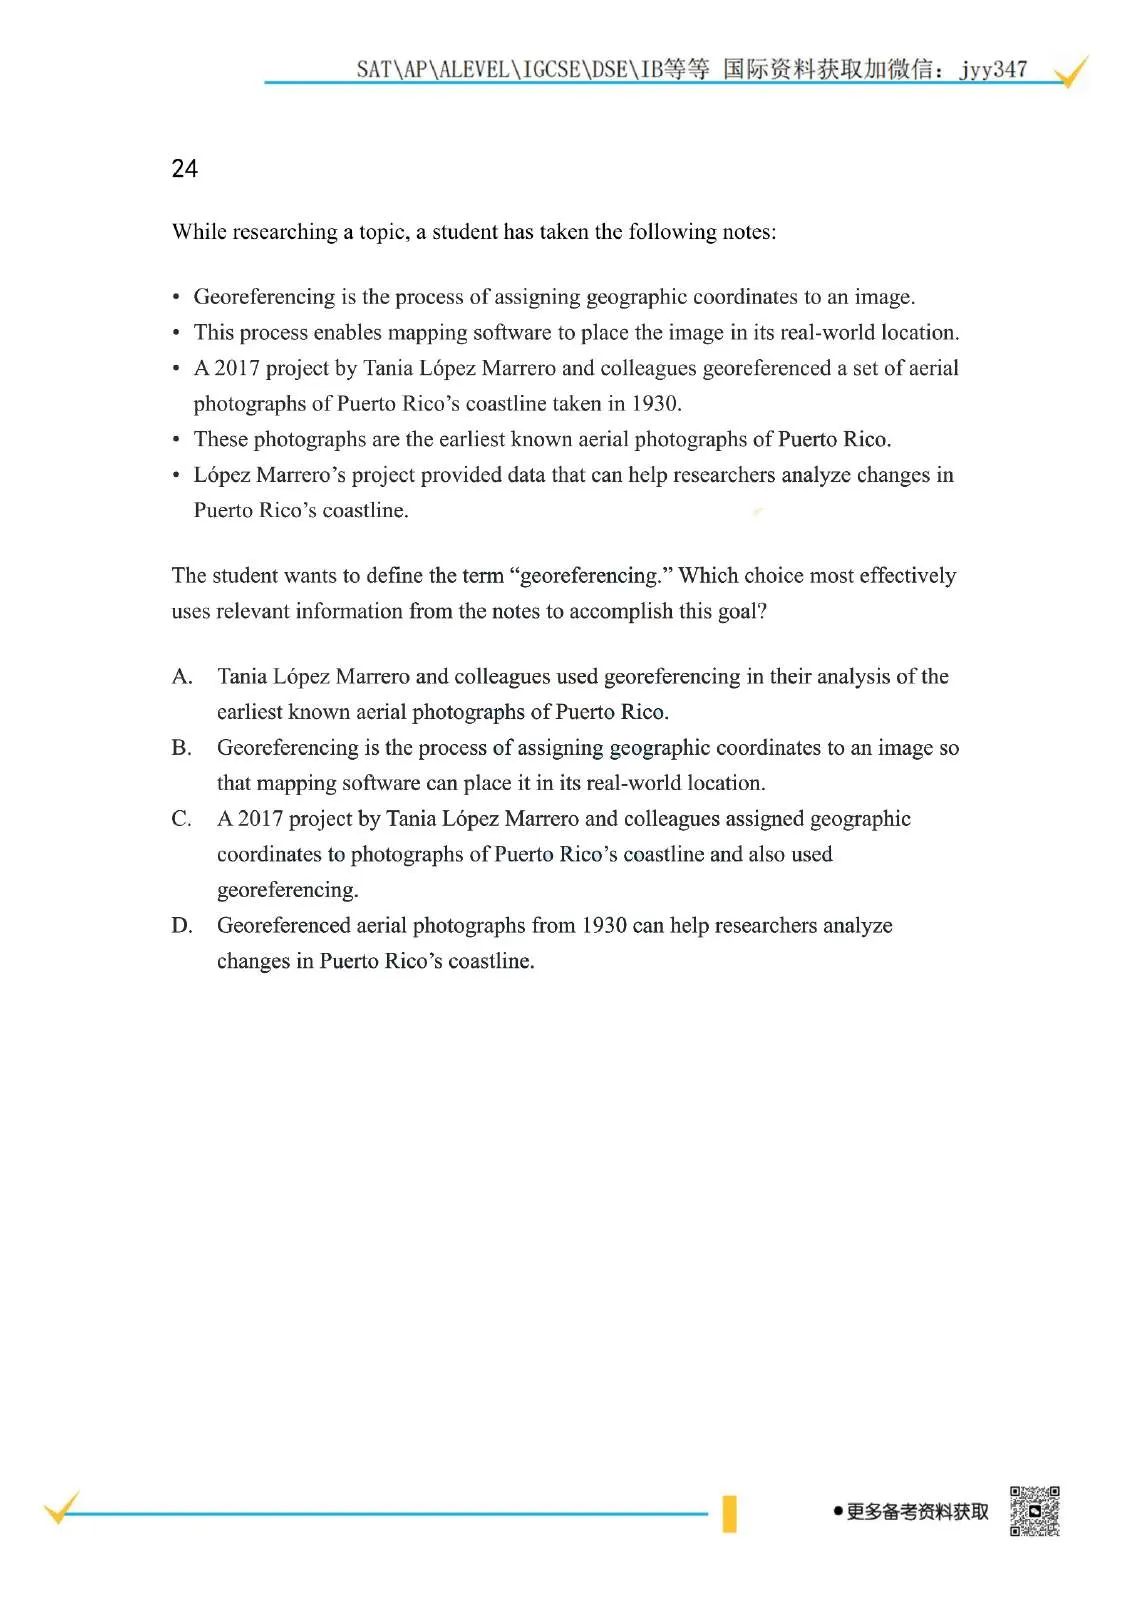 SAT\AP\ALEVEL\IGCSE\DSE\IB等等 国际资料获取加微信：jyy347
24
While researching a topic, a student has taken the following notes:
• Georeferencing is the process of assigning geographic coordinates to an image.
• This process enables mapping software to place the image in its real-world location.
• A 2017 project by Tania López Marrero and colleagues georeferenced a set of aerial
photographs of Puerto Rico’s coastline taken in 1930.
• These photographs are the earliest known aerial photographs of Puerto Rico.
• López Marrero’s project provided data that can help researchers analyze changes in
Puerto Rico’s coastline.
The student wants to define the term “georeferencing.” Which choice most effectively
uses relevant information from the notes to accomplish this goal?
A. Tania López Marrero and colleagues used georeferencing in their analysis of the
earliest known aerial photographs of Puerto Rico.
B. Georeferencing is the process of assigning geographic coordinates to an image so
that mapping software can place it in its real-world location.
C. A 2017 project by Tania López Marrero and colleagues assigned geographic
coordinates to photographs of Puerto Rico’s coastline and also used
georeferencing.
D. Georeferenced aerial photographs from 1930 can help researchers analyze
changes in Puerto Rico’s coastline.
●更多备考资料获取